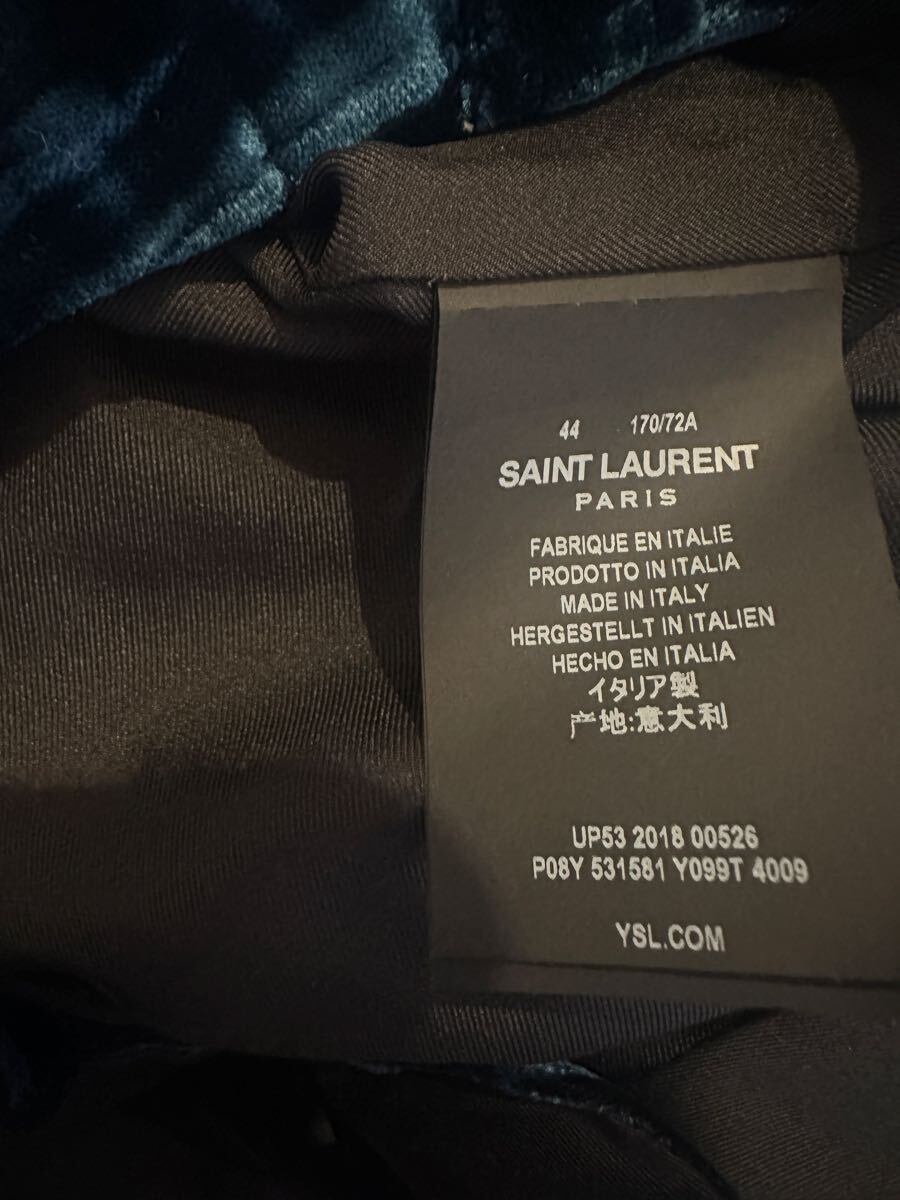 44 170/72A
SAINT LAURENT
PARIS
FABRIQUE EN ITALIE
PRODOTTO IN ITALIA
MADE IN ITALY
HERGESTELLT IN ITALIEN
HECHO EN ITALIA
イタリア製
产地:意大利
UP53 2018 00526
P08Y 531581 Y099T 4009
YSL.COM